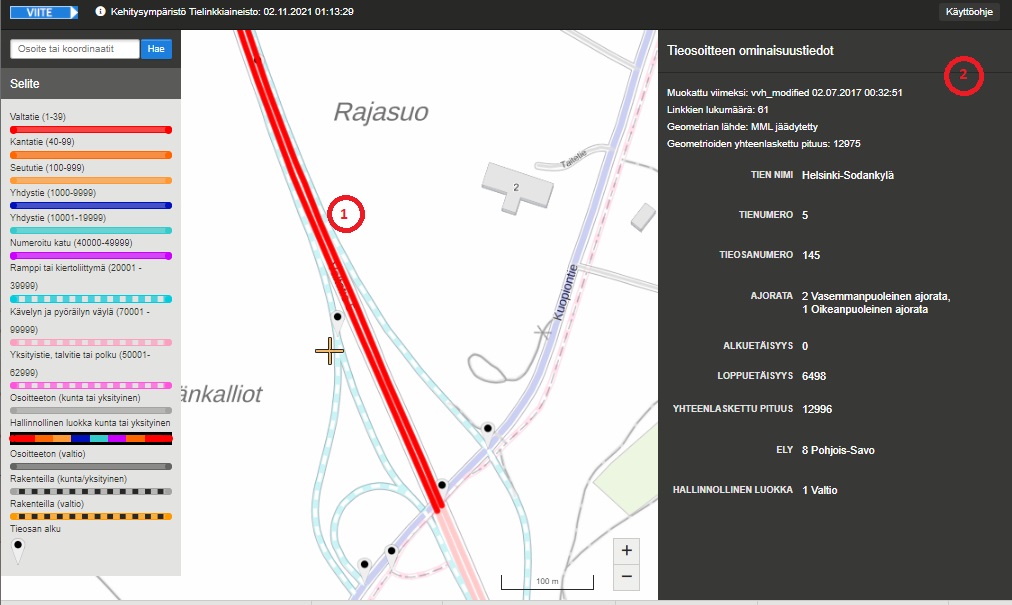 VIITE
Kehitysympäristö Tielinkkiaineisto: 02.11.2021 01:13:29
Käyttöohje
Osoite tai koordinaatit
Hae
Selite
Valtatie (1-39)
Kantatie (40-99)
Seututie (100-999)
Yhdystie (1000-9999)
Yhdystie (10001-19999)
Numeroitu katu (40000-49999)
Ramppi tai kiertoliittymä (20001 -
39999)
Kävelyn ja pyöräilyn väylä (70001 -
99999)
Yksityistie, talvitie tai polku (50001-
62999)
Osoitteeton (kunta tai yksityinen)
Hallinnollinen luokka kunta tai yksityinen
Osoitteeton (valtio)
Rakenteilla (kunta/yksityinen)
Rakenteilla (valtio)
Tieosan alku
Rajasuo
Taitetie
2
1
Kuopiontie
änkalliot
+
−
100 m
Tieosoitteen ominaisuustiedot
2
Muokattu viimeksi: vvh_modified 02.07.2017 00:32:51
Linkkien lukumäärä: 61
Geometrian lähde: MML jäädytetty
Geometrioiden yhteenlaskettu pituus: 12975
TIEN NIMI Helsinki-Sodankylä
TIENUMERO 5
TIEOSANUMERO 145
AJORATA 2 Vasemmanpuoleinen ajorata,
1 Oikeanpuoleinen ajorata
ALKUETÄISYYS 0
LOPPUETÄISYYS 6498
YHTEENLASKETTU PITUUS 12996
ELY 8 Pohjois-Savo
HALLINNOLLINEN LUOKKA 1 Valtio